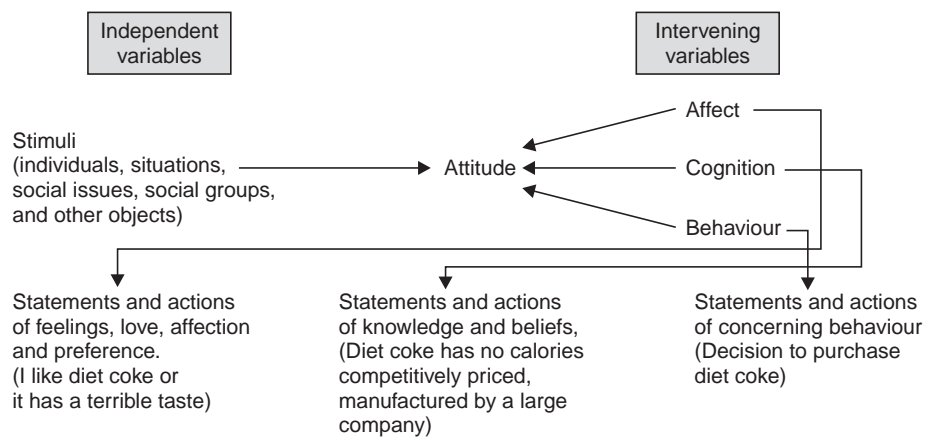 Independent
variables
Intervening
variables
Affect
Stimuli
(individuals, situations,
social issues, social groups,
and other objects)
Attitude
Cognition
Behaviour
Statements and actions
of feelings, love, affection
and preference.
(I like diet coke or
it has a terrible taste)
Statements and actions
of knowledge and beliefs,
(Diet coke has no calories
competitively priced,
manufactured by a large
company)
Statements and actions
of concerning behaviour
(Decision to purchase
diet coke)